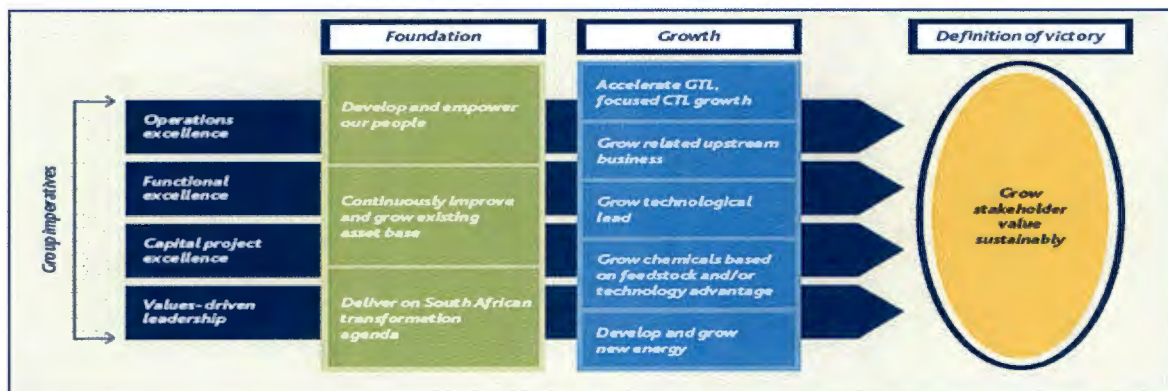 Foundation
Growth
Definition of victory
Group imperatives
Operations
excellence
Functional
excellence
Capital project
excellence
Values-driven
leadership
Develop and empower
our people
Continuously improve
and grow existing
asset base
Deliver on South African
transformation
agenda
Accelerate GTL,
focused CTL growth
Grow related upstream
business
Grow technological
lead
Grow chemicals based
on feedstock and/or
technology advantage
Develop and grow
new energy
Grow
stakeholder
value
sustainably